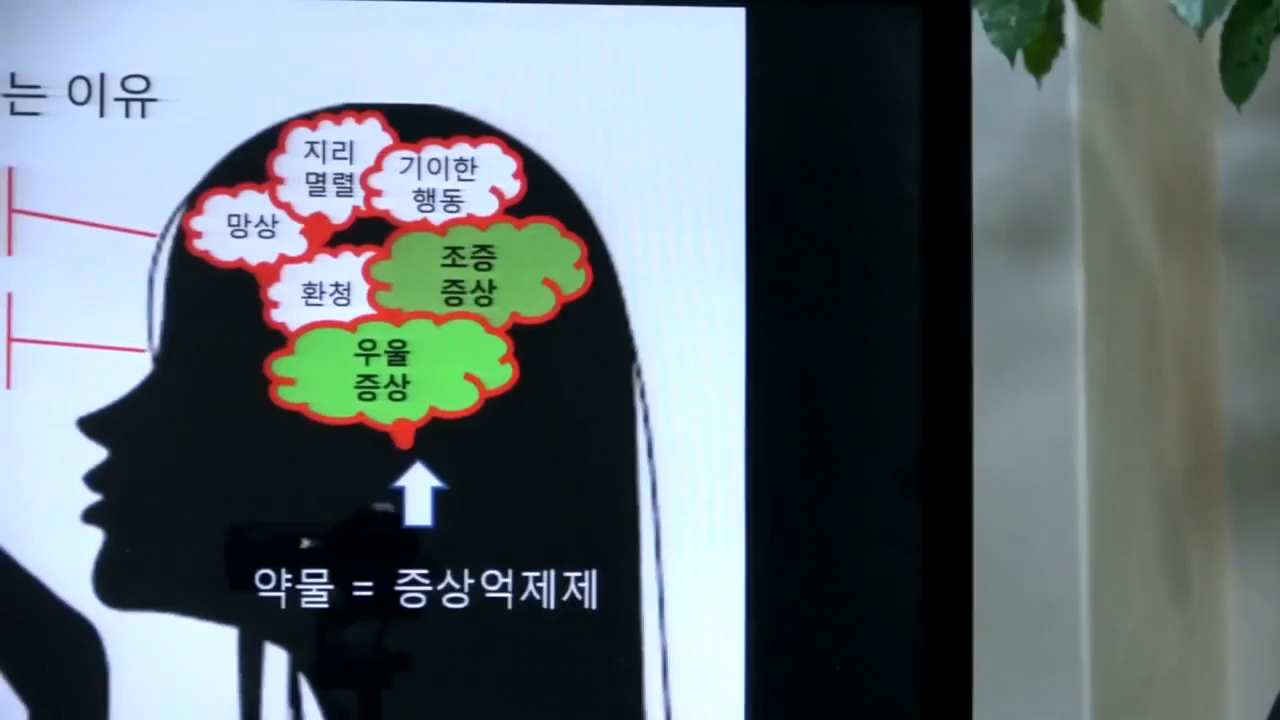 는 이유
지리
멸렬
기이한
행동
망상
조증
증상
환청
우울
증상
약물 = 증상억제제